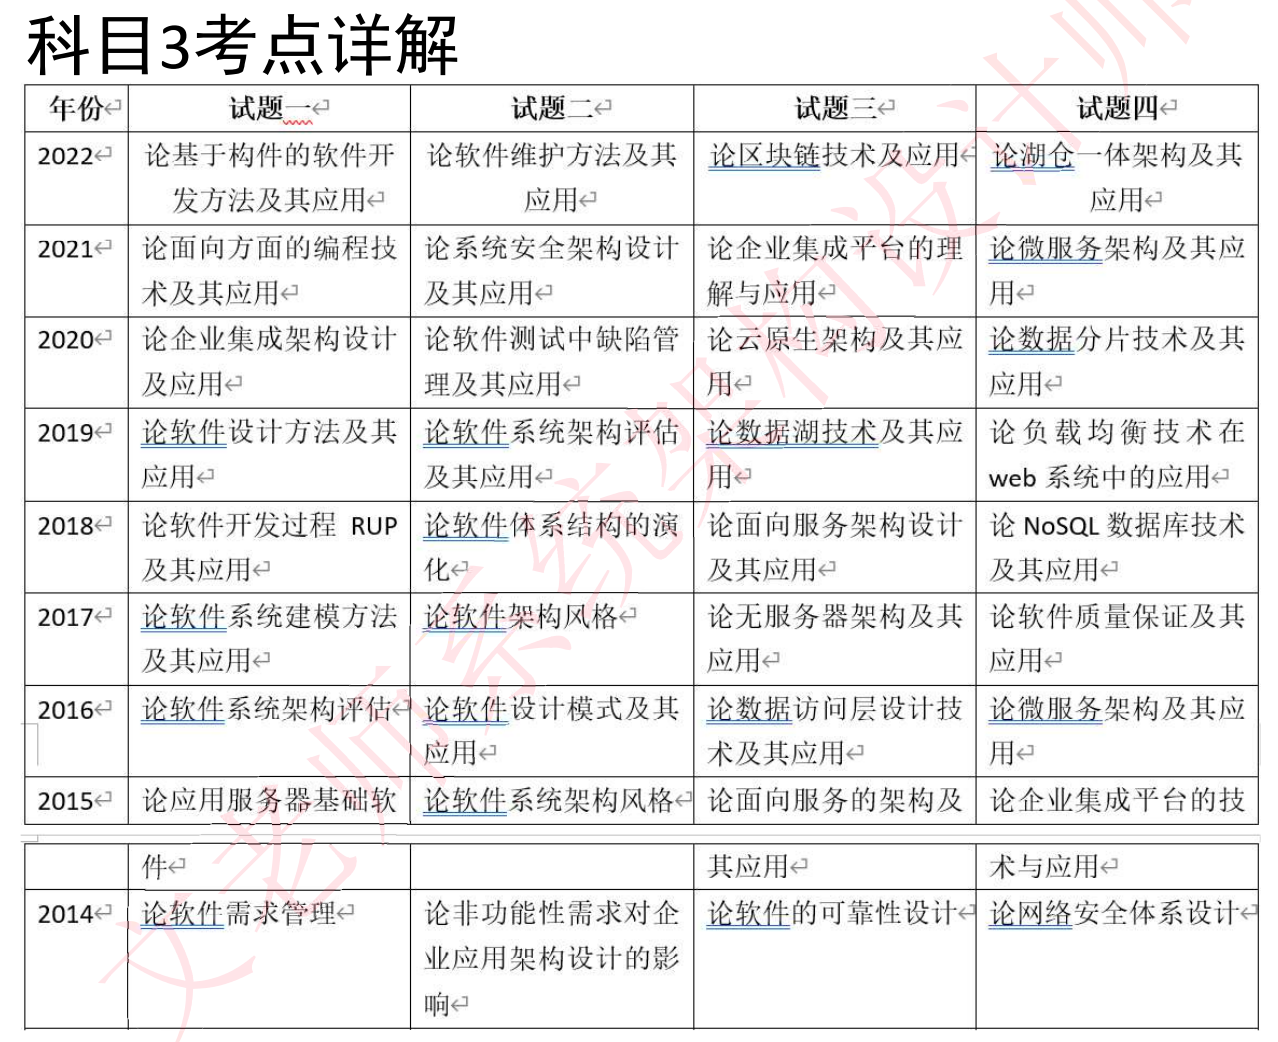 科目3考点详解
年份 试题一 试题二 试题三 试题四
2022 论基于构件的软件开 论软件维护方法及其 论区块链技术及应用 论湖仓一体架构及其
发方法及其应用 应用 应用
2021 论面向方面的编程技 论系统安全架构设计 论企业集成平台的理 论微服务架构及其应
术及其应用 及其应用 解与应用 用
2020 论企业集成架构设计 论软件测试中缺陷管 论云原生架构及其应 论数据分片技术及其
及应用 理及其应用 用 应用
2019 论软件设计方法及其 论软件系统架构评估 论数据湖技术及其应 论负载均衡技术在
应用 及其应用 用 web 系统中的应用
2018 论软件开发过程 RUP 论软件体系结构的演 论面向服务架构设计 论 NoSQL 数据库技术
及其应用 化 及其应用 及其应用
2017 论软件系统建模方法 论软件架构风格 论无服务器架构及其 论软件质量保证及其
及其应用 应用 应用
2016 论软件系统架构评估 论软件设计模式及其 论数据访问层设计技 论微服务架构及其应
应用 术及其应用 用
2015 论应用服务器基础软 论软件系统架构风格 论面向服务的架构及 论企业集成平台的技
件 其应用 术与应用
2014 论软件需求管理 论非功能性需求对企 论软件的可靠性设计 论网络安全体系设计
业应用架构设计的影
响
文老师系统架构设计师